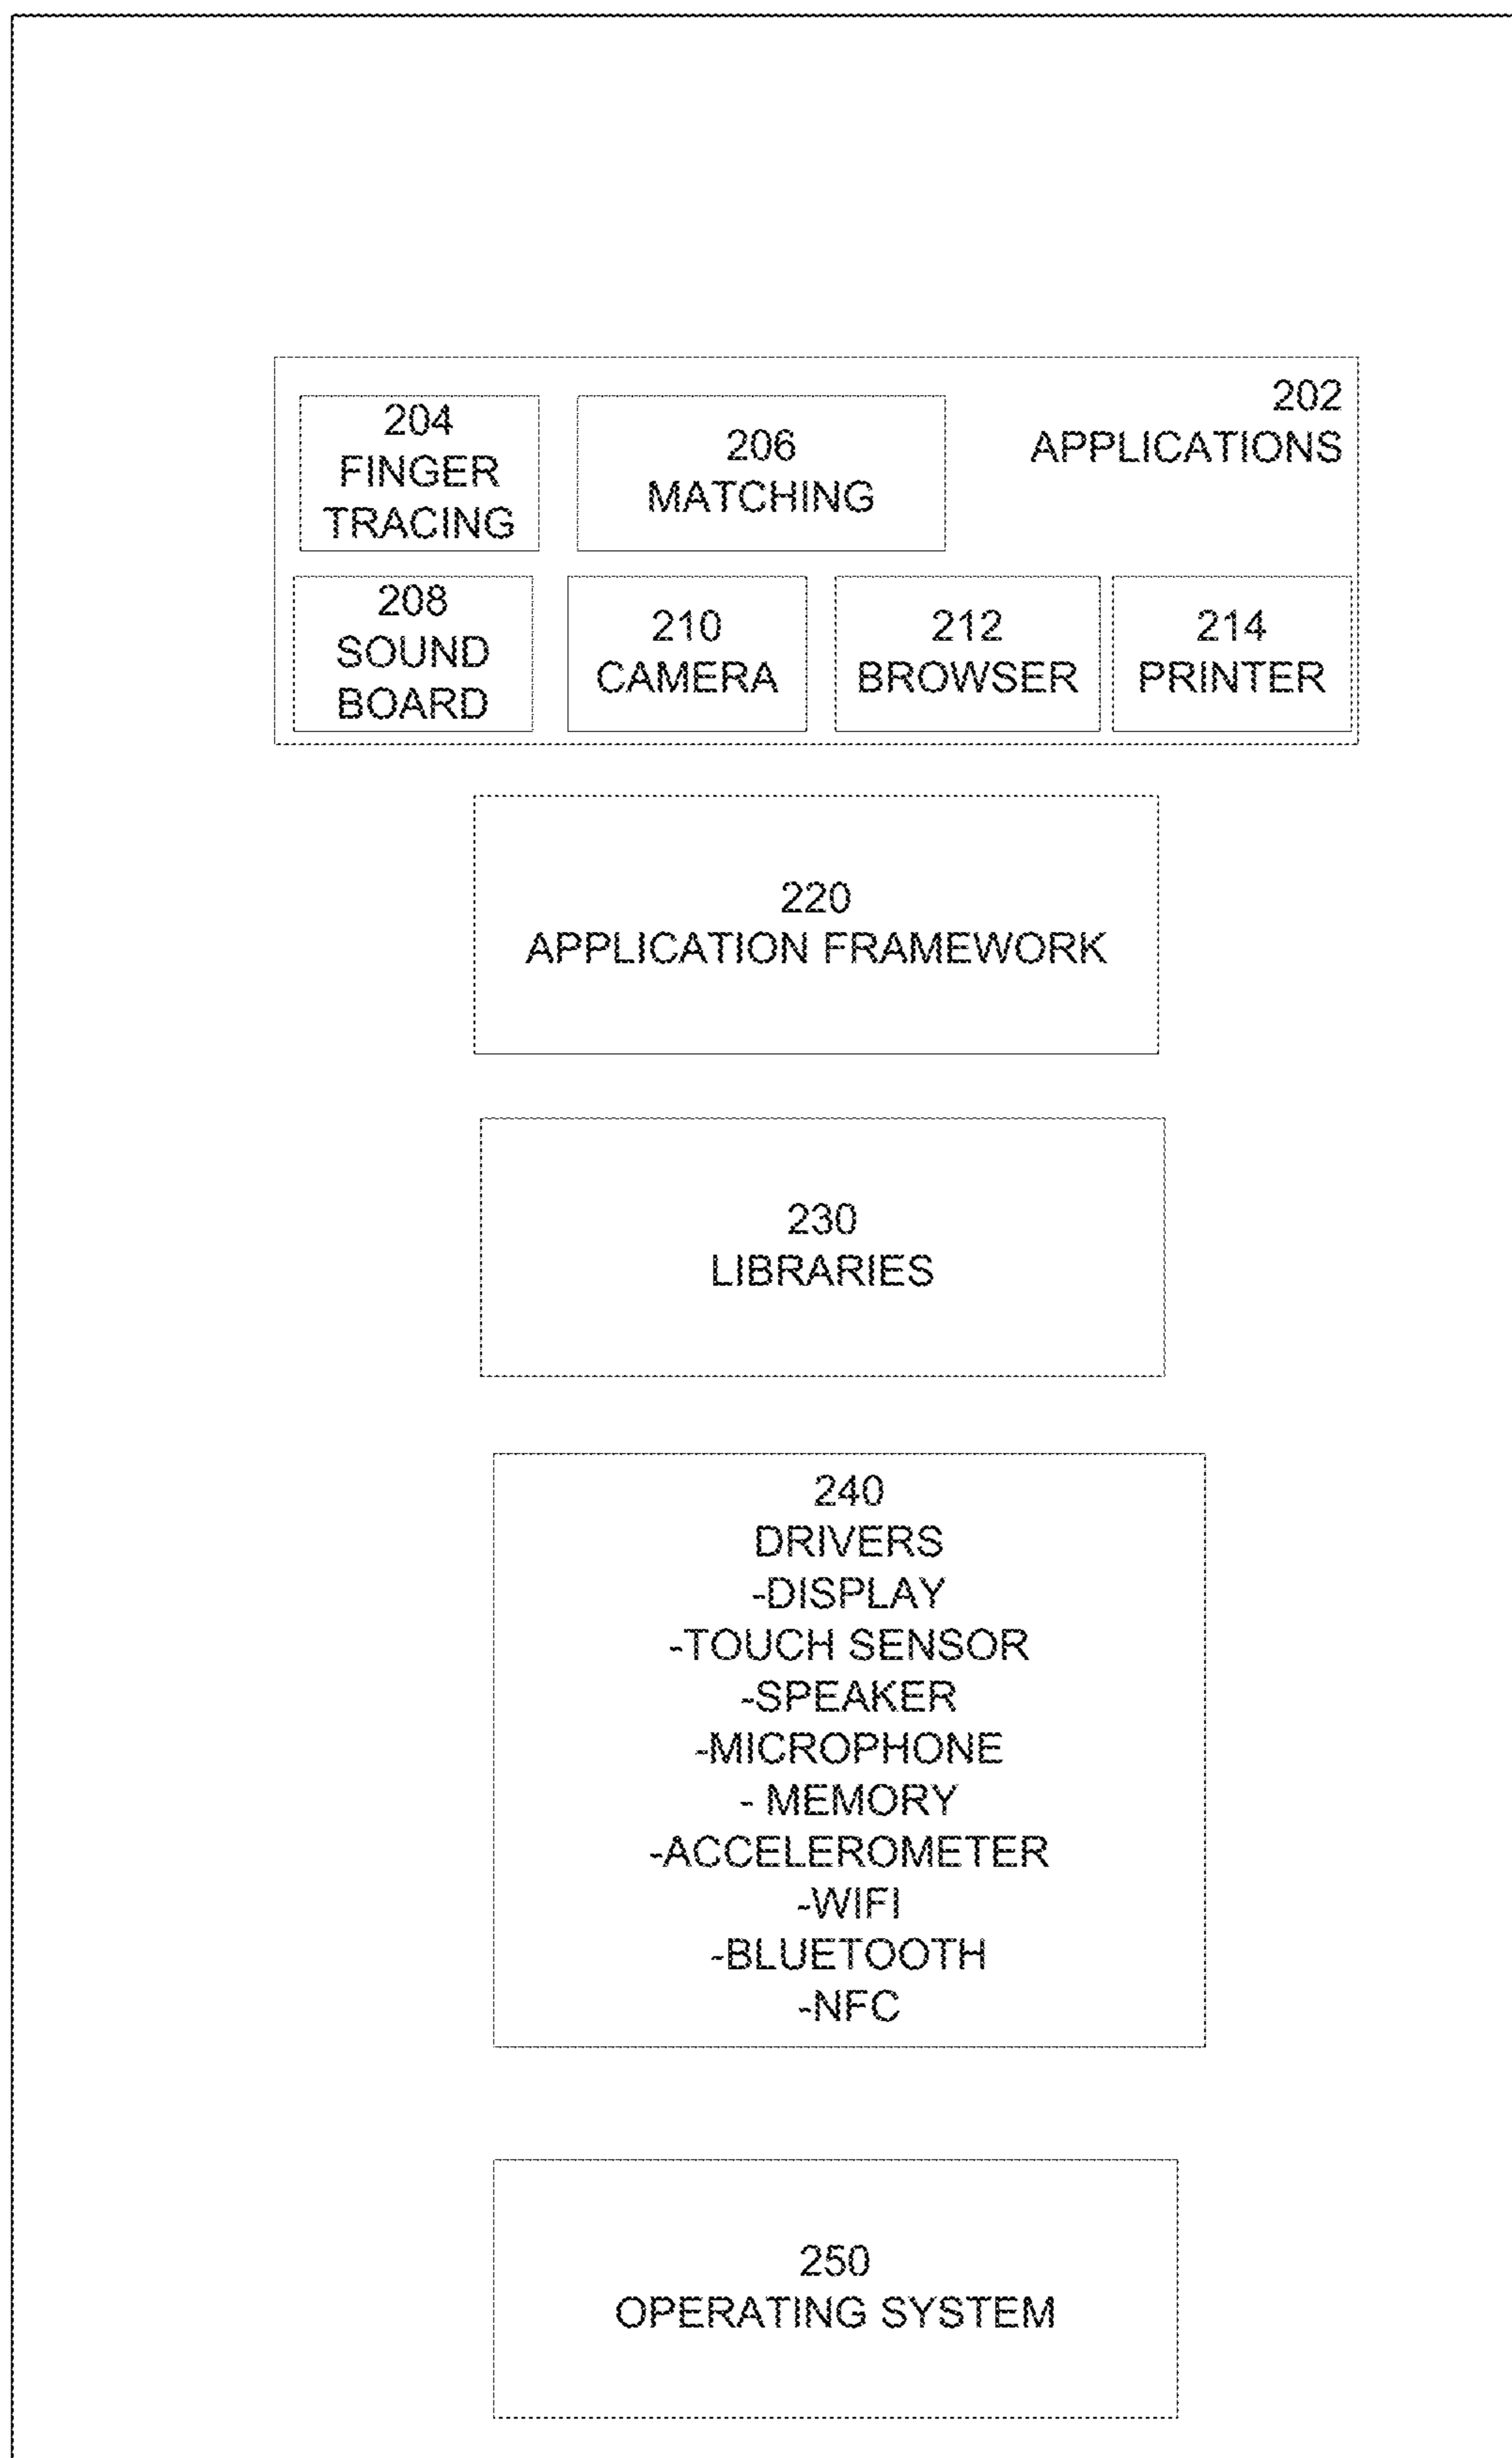 202
APPLICATIONS
204
FINGER
TRACING
206
MATCHING
208
SOUND
BOARD
210
CAMERA
212
BROWSER
214
PRINTER
220
APPLICATION FRAMEWORK
230
LIBRARIES
240
DRIVERS
-DISPLAY
-TOUCH SENSOR
-SPEAKER
-MICROPHONE
- MEMORY
-ACCELEROMETER
-WIFI
-BLUETOOTH
-NFC
250
OPERATING SYSTEM